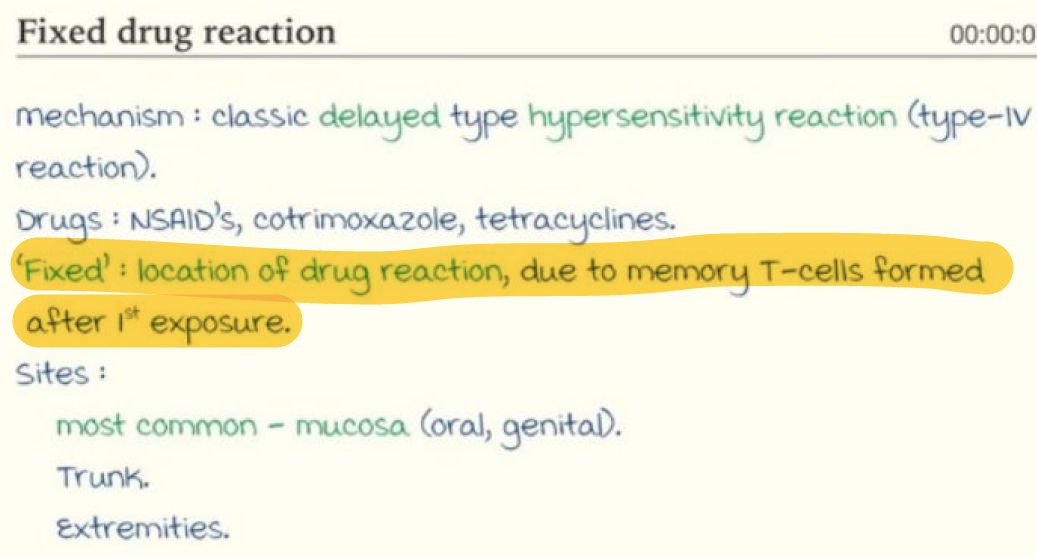 Fixed drug reaction
00:00:0
mechanism : classic delayed type hypersensitivity reaction (type-IV
reaction).
Drugs : NSAID's, cotrimoxazole, tetracyclines.
'Fixed' : location of drug reaction, due to memory T-cells formed
after 1st exposure.
Sites :
most common - mucosa (oral, genital).
Trunk.
Extremities.